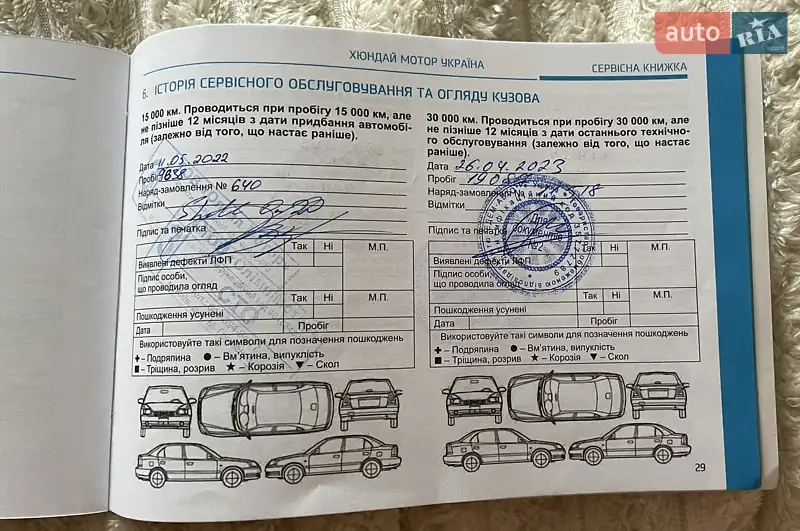 auto RIA .com
ХЮНДАЙ МОТОР УКРАЇНА
СЕРВІСНА КНИЖКА
6. ІСТОРІЯ СЕРВІСНОГО ОБСЛУГОВУВАННЯ ТА ОГЛЯДУ КУЗОВА
15 000 км. Проводиться при пробігу 15 000 км, але
не пізніше 12 місяців з дати придбання автомобі-
ля (залежно від того, що настає раніше).
Дата 11.05.2022
Пробіг 9838
Наряд-замовлення № 640
Відмітки
Shell
Підпис та печатка
Так Ні М.П.
Виявлені дефекти ЛФП
Підпис особи,
що проводила огляд
Так Ні М.П.
Пошкодження усунені
Дата Пробіг
Використовуйте такі символи для позначення пошкоджень
+ - Подряпина ● - Вм'ятина, випуклість
■ - Тріщина, розрив ★ - Корозія ▼ - Скол
30 000 км. Проводиться при пробігу 30 000 км, але
не пізніше 12 місяців з дати останнього технічно-
го обслуговування (залежно від того, що настає
раніше).
Дата 26.04.2023
Пробіг
Наряд-замовлення № 18
Відмітки
Підпис та печатка
Для
документів
№2
Так Ні М.П.
Виявлені дефекти ЛФП
Підпис особи,
що проводила огляд
Так Ні М.П.
Пошкодження усунені
Дата Пробіг
Використовуйте такі символи для позначення пошкоджень
+ - Подряпина ● - Вм'ятина, випуклість
■ - Тріщина, розрив ★ - Корозія ▼ - Скол
29